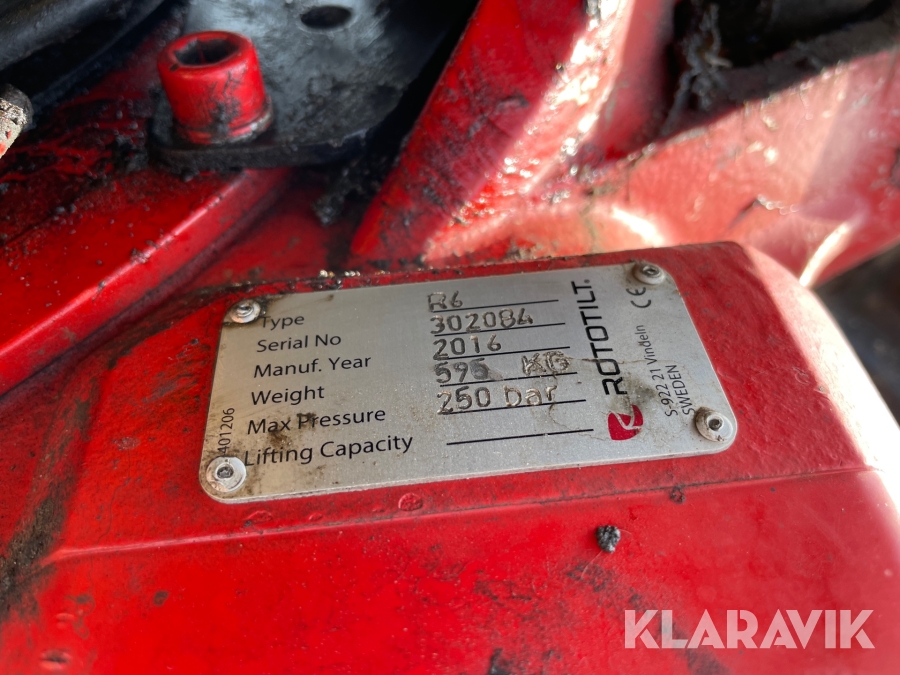 Type R6
Serial No 302084
Manuf. Year 2016
Weight 595 KG
Max Pressure 250 bar
Lifting Capacity
401206
ROTOTILT.
S-922 21 Vindeln
SWEDEN
CE
KLARAVIK